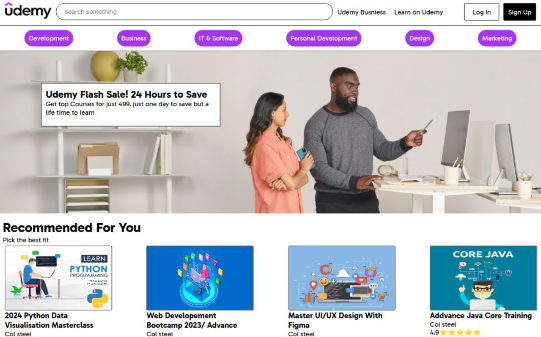 ûdemy
search something
Udemy Busniess
Learn on Udemy
Log in
Sign Up
Development
Business
IT & Software
Personal Development
Design
Marketing
Udemy Flash Sale! 24 Hours to Save
Get top Courses for just 499. just one day to save but a
life time to learn
Recommended For You
Pick the best fit
LEARN
PYTHON
PROGRAMMING
2024 Python Data
Visualisation Masterclass
Col steel
Web Developement
Bootcamp 2023/ Advance
Col steel
Master UI/UX Design With
Figma
Col steel
CORE JAVA
Addvance Java Core Training
Col steel
4.9⭐⭐⭐⭐⭐